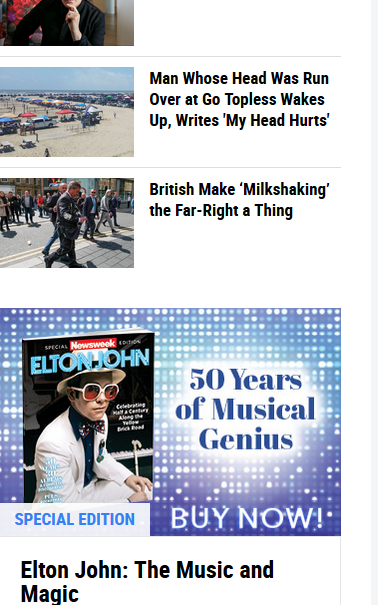 Man Whose Head Was Run
Over at Go Topless Wakes
Up, Writes 'My Head Hurts'
British Make ‘Milkshaking’
the Far-Right a Thing
SPECIAL Newsweek EDITION
ELTON JOHN
Celebrating
Half a Century
Along the
Yellow
Brick Road
50 Years
of Musical
Genius
SPECIAL EDITION
BUY NOW!
Elton John: The Music and
Magic